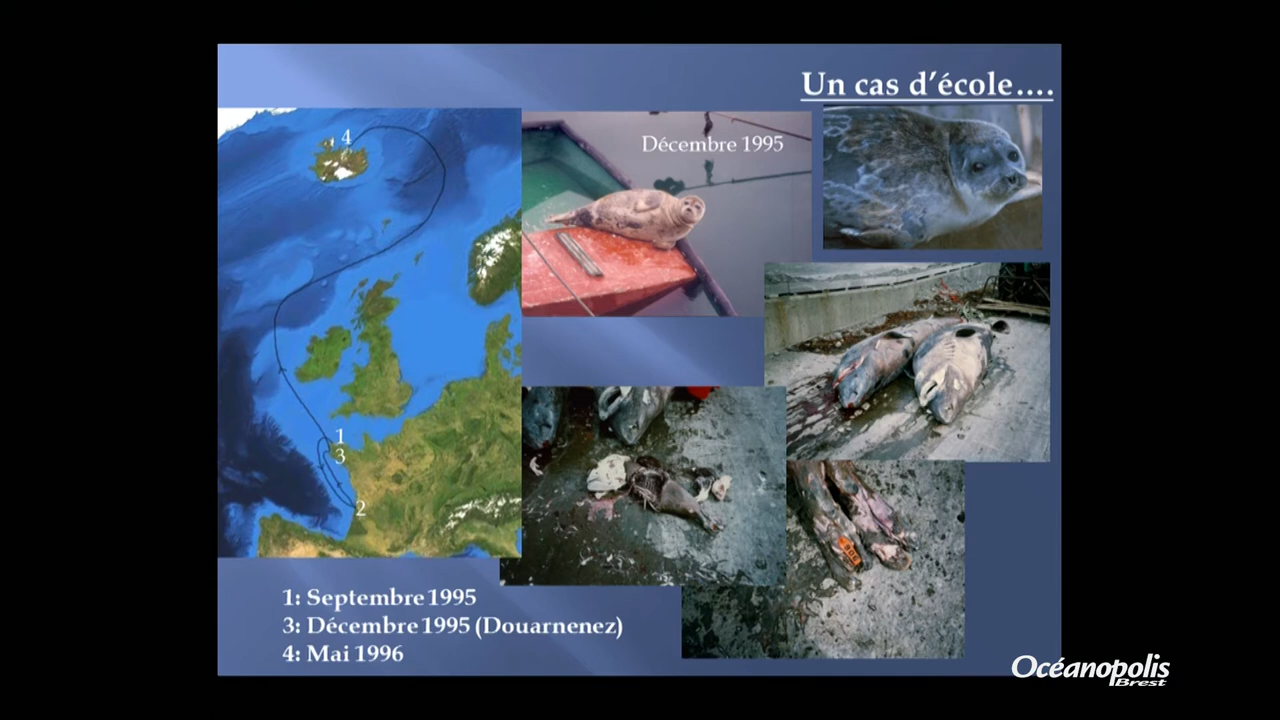 Un cas d'école....
4
Décembre 1995
1
3
2
1: Septembre 1995
3: Décembre 1995 (Douarnenez)
4: Mai 1996
Océanopolis
Brest